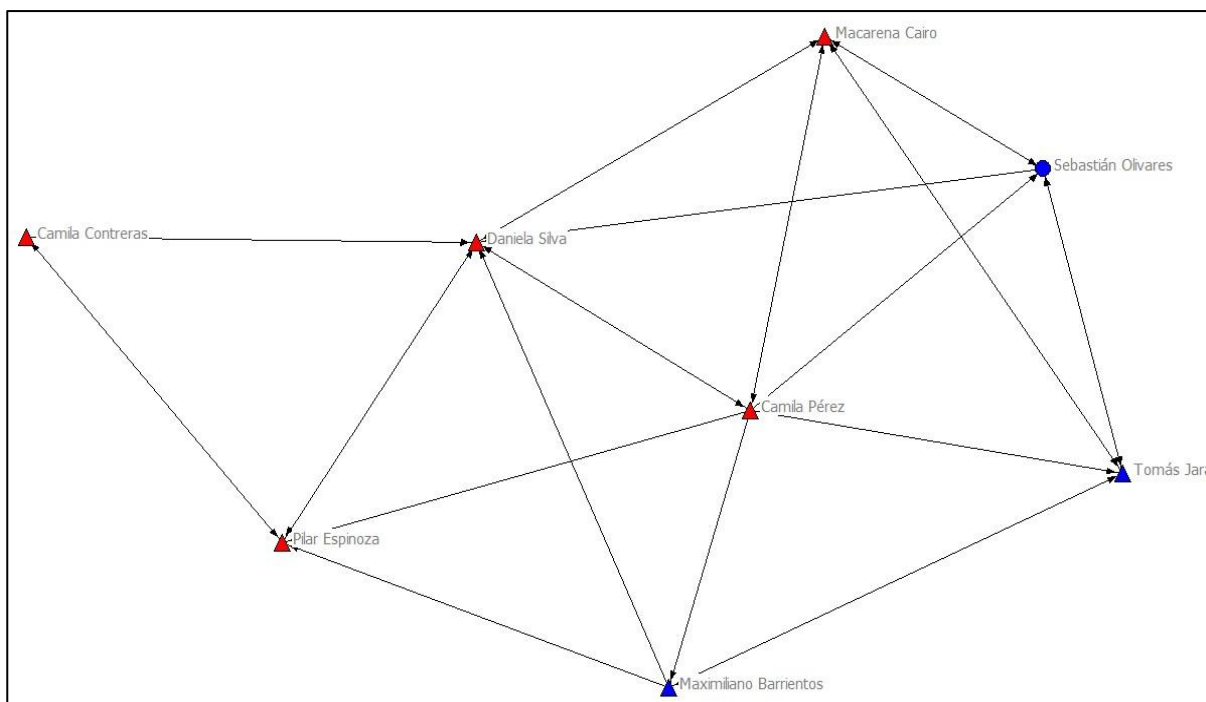 Macarena Cairo
Sebastián Olivares
Camila Contreras
Daniela Silva
Camila Pérez
Tomás Jara
Pilar Espinoza
Maximiliano Barrientos